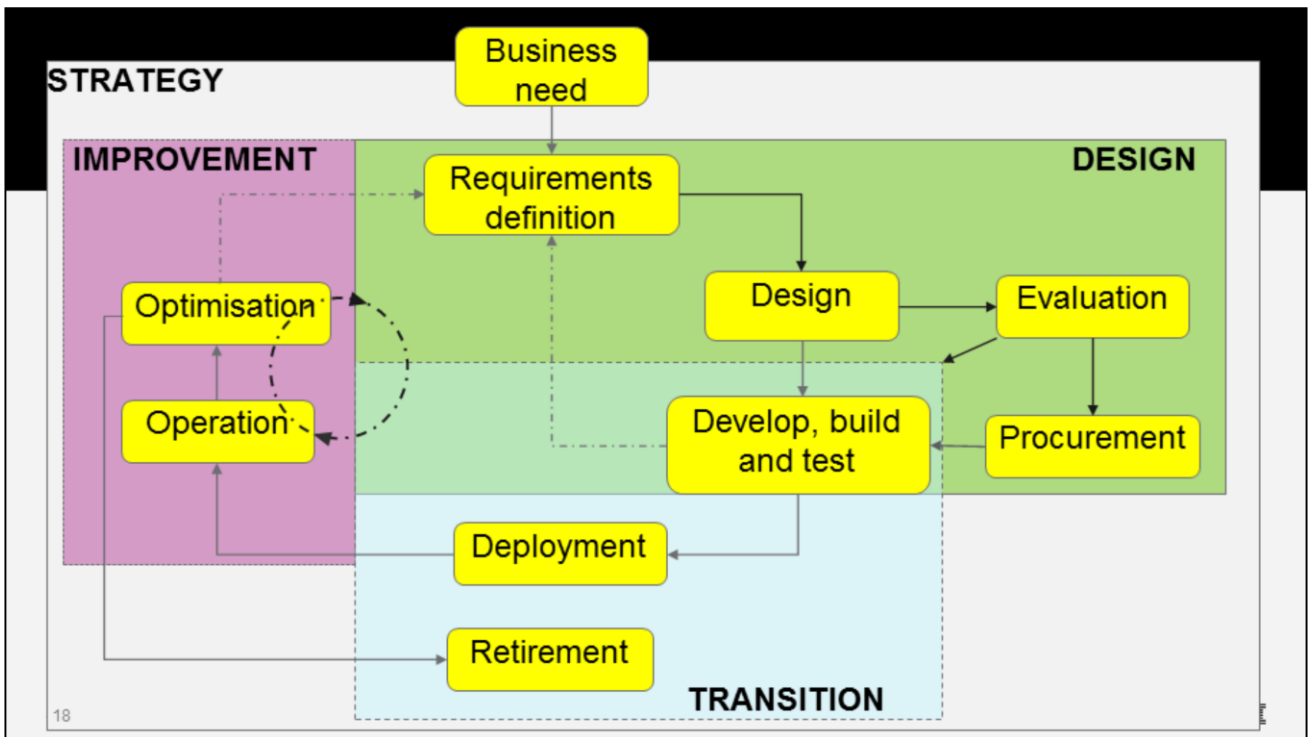 Business
need
STRATEGY
IMPROVEMENT
DESIGN
Requirements
definition
Optimisation
Design
Evaluation
Operation
Develop, build
and test
Procurement
Deployment
Retirement
TRANSITION
18